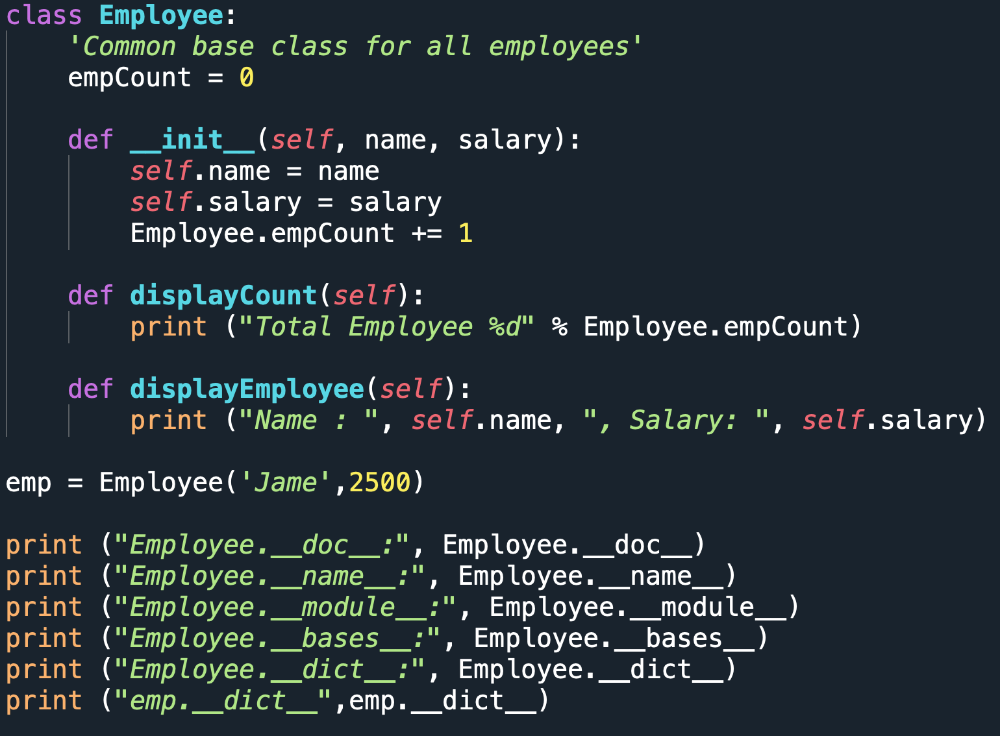 class Employee:
    'Common base class for all employees'
    empCount = 0

    def __init__(self, name, salary):
        self.name = name
        self.salary = salary
        Employee.empCount += 1

    def displayCount(self):
        print ("Total Employee %d" % Employee.empCount)

    def displayEmployee(self):
        print ("Name : ", self.name, ", Salary: ", self.salary)

emp = Employee('Jame',2500)

print ("Employee.__doc__:", Employee.__doc__)
print ("Employee.__name__:", Employee.__name__)
print ("Employee.__module__:", Employee.__module__)
print ("Employee.__bases__:", Employee.__bases__)
print ("Employee.__dict__:", Employee.__dict__)
print ("emp.__dict__",emp.__dict__)